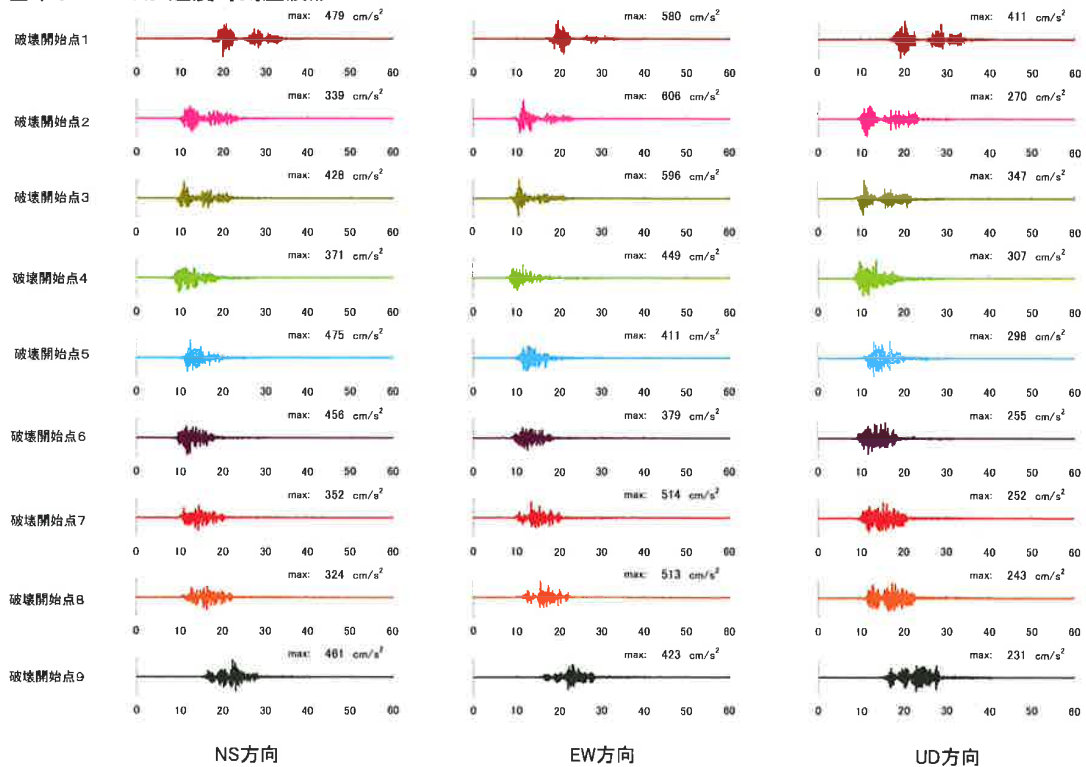 max: 479 cm/s²
max: 580 cm/s²
max: 411 cm/s²
破壊開始点1
0 10 20 30 40 50 60
0 10 20 30 40 50 60
0 10 20 30 40 50 60
max: 339 cm/s²
max: 606 cm/s²
max: 270 cm/s²
破壊開始点2
0 10 20 30 40 50 60
0 10 20 30 40 50 60
0 10 20 30 40 50 60
max: 428 cm/s²
max: 596 cm/s²
max: 347 cm/s²
破壊開始点3
0 10 20 30 40 50 60
0 10 20 30 40 50 60
0 10 20 30 40 50 60
max: 371 cm/s²
max: 449 cm/s²
max: 307 cm/s²
破壊開始点4
0 10 20 30 40 50 60
0 10 20 30 40 50 60
0 10 20 30 40 50 60
max: 475 cm/s²
max: 411 cm/s²
max: 298 cm/s²
破壊開始点5
0 10 20 30 40 50 60
0 10 20 30 40 50 60
0 10 20 30 40 50 60
max: 456 cm/s²
max: 379 cm/s²
max: 255 cm/s²
破壊開始点6
0 10 20 30 40 50 60
0 10 20 30 40 50 60
0 10 20 30 40 50 60
max: 352 cm/s²
max: 514 cm/s²
max: 252 cm/s²
破壊開始点7
0 10 20 30 40 50 60
0 10 20 30 40 50 60
0 10 20 30 40 50 60
max: 324 cm/s²
max: 513 cm/s²
max: 243 cm/s²
破壊開始点8
0 10 20 30 40 50 60
0 10 20 30 40 50 60
0 10 20 30 40 50 60
max: 461 cm/s²
max: 423 cm/s²
max: 231 cm/s²
破壊開始点9
0 10 20 30 40 50 60
0 10 20 30 40 50 60
0 10 20 30 40 50 60
NS方向
EW方向
UD方向